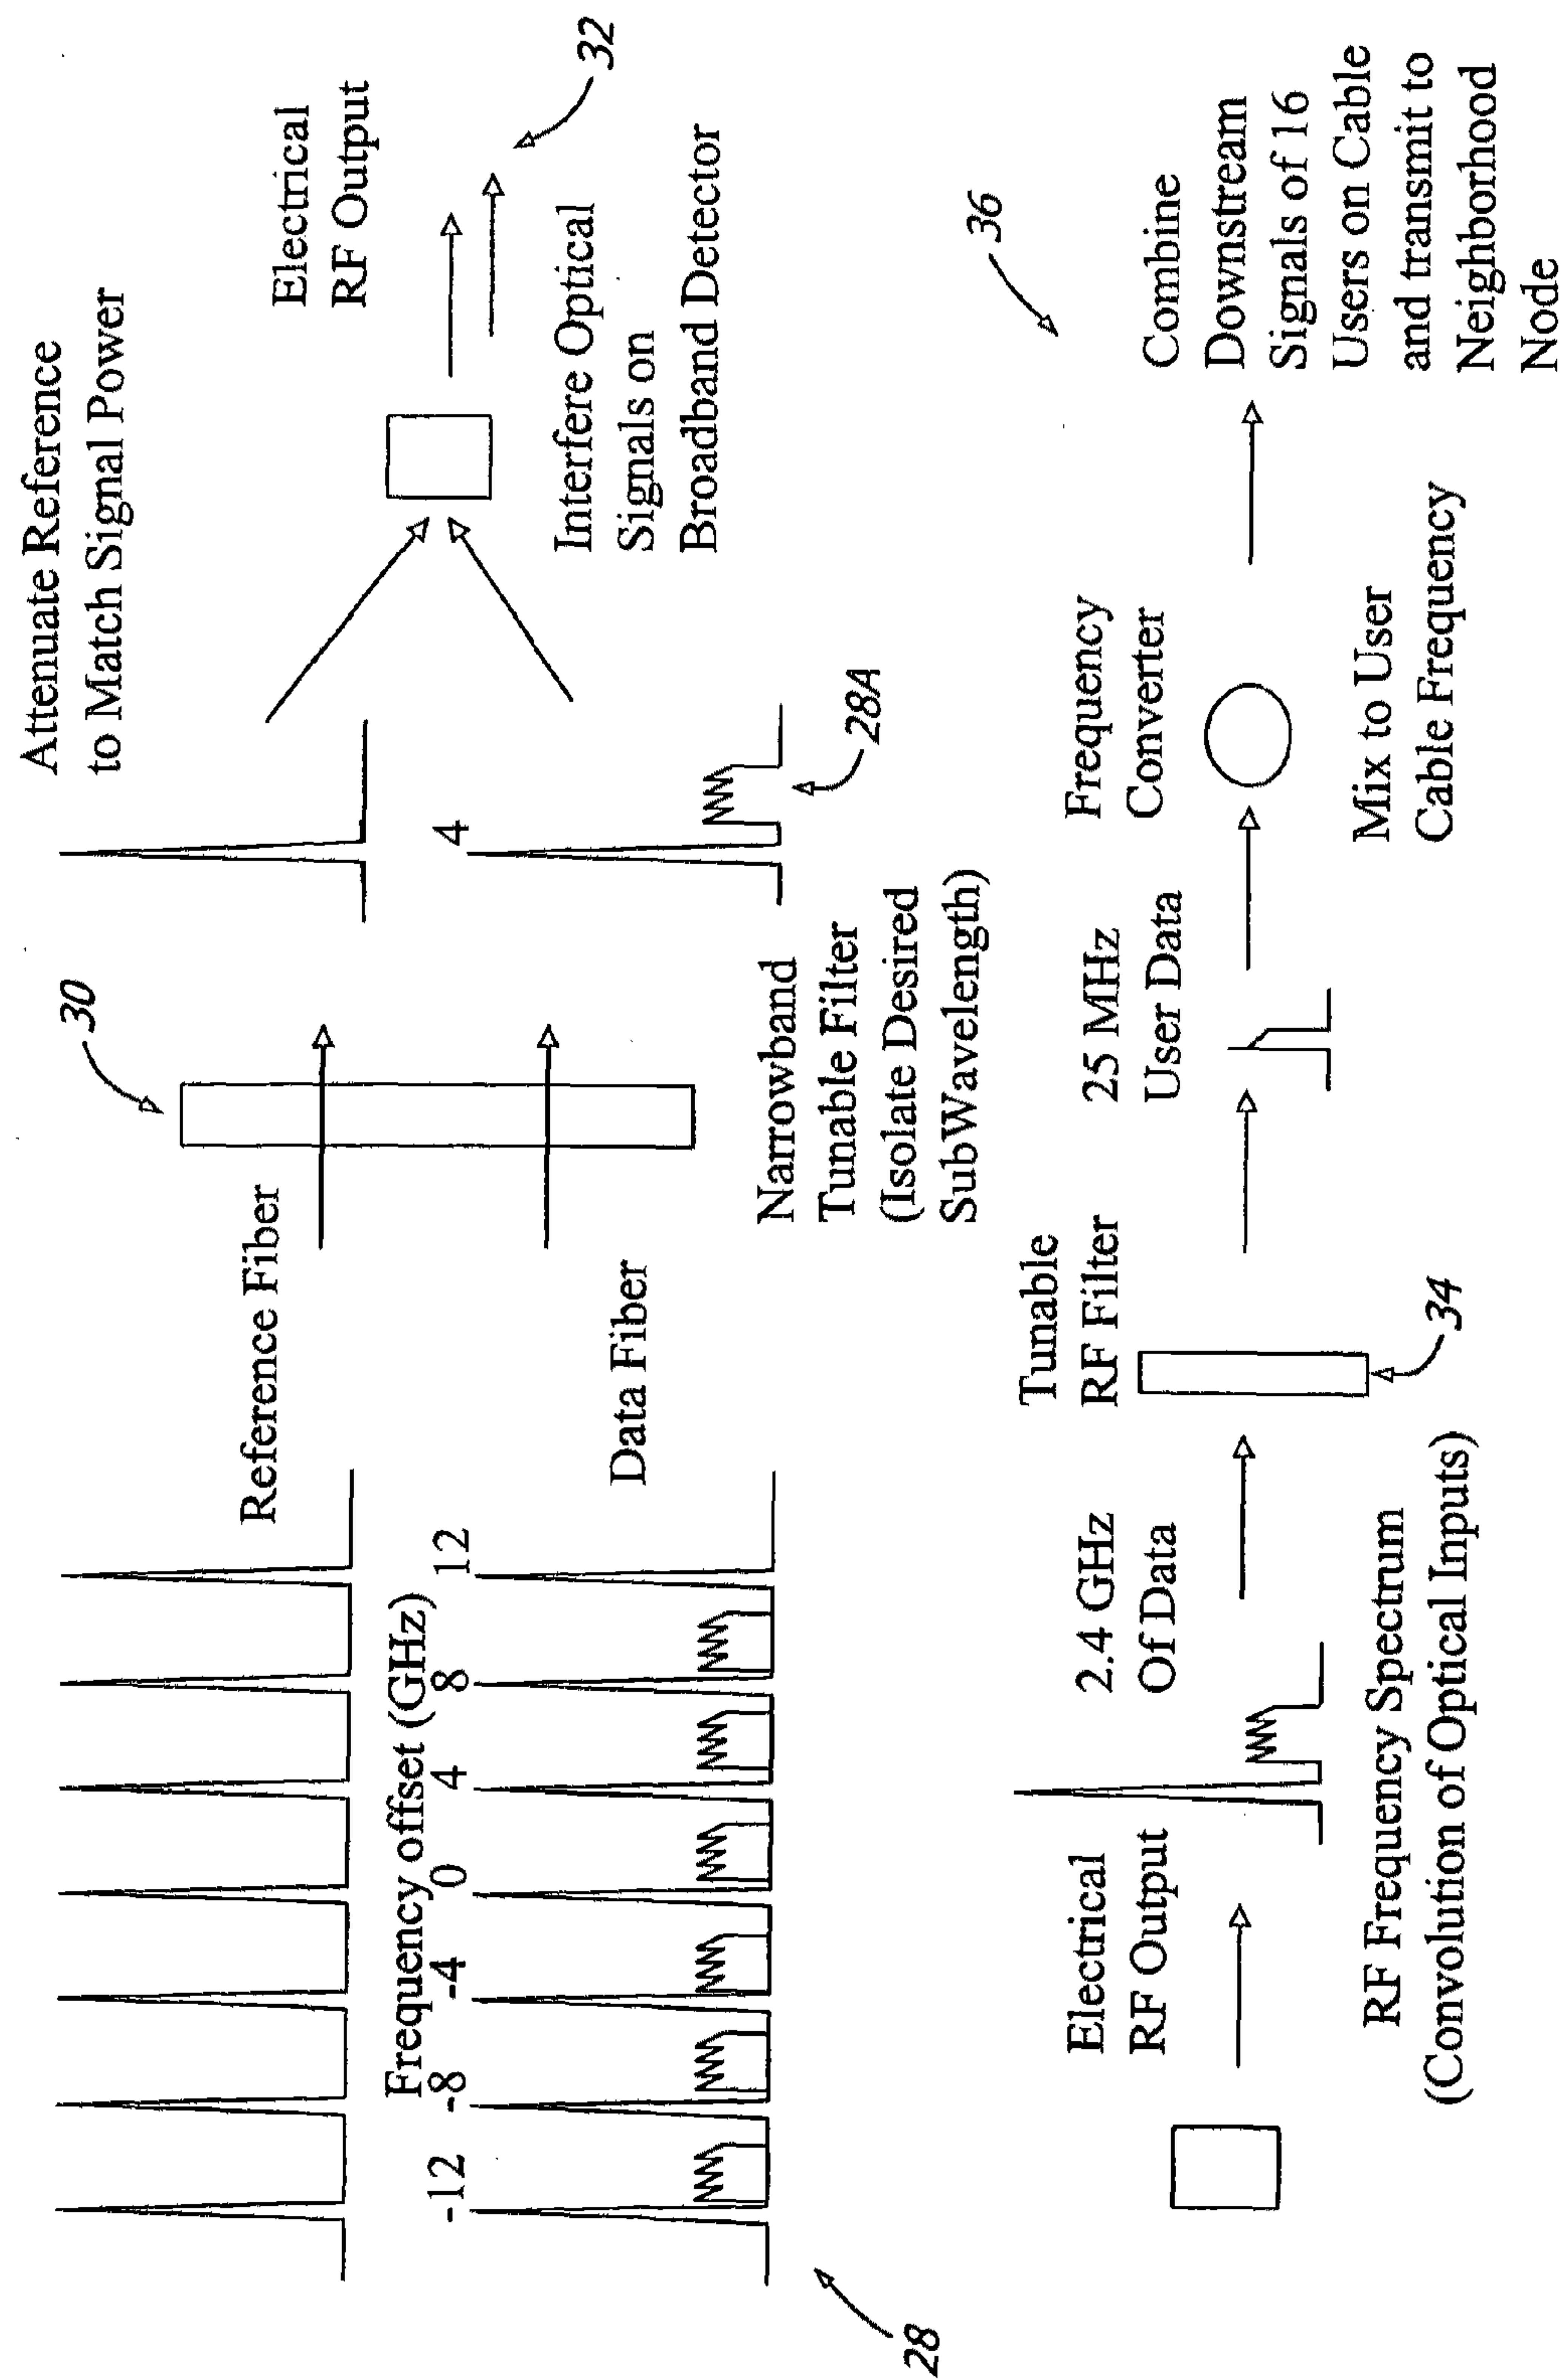 Attenuate Reference
to Match Signal Power
30
Reference Fiber
Electrical
RF Output
32
Frequency offset (GHz)
-12
-8
-4
0
4
8
12
4
Data Fiber
Interfere Optical
Signals on
Broadband Detector
28
Narrowband
Tunable Filter
(Isolate Desired
SubWavelength)
28A
36
Electrical
RF Output
2.4 GHz
Of Data
Tunable
RF Filter
25 MHz
User Data
Frequency
Converter
Combine
Downstream
Signals of 16
Users on Cable
and transmit to
Neighborhood
Node
RF Frequency Spectrum
(Convolution of Optical Inputs)
34
Mix to User
Cable Frequency